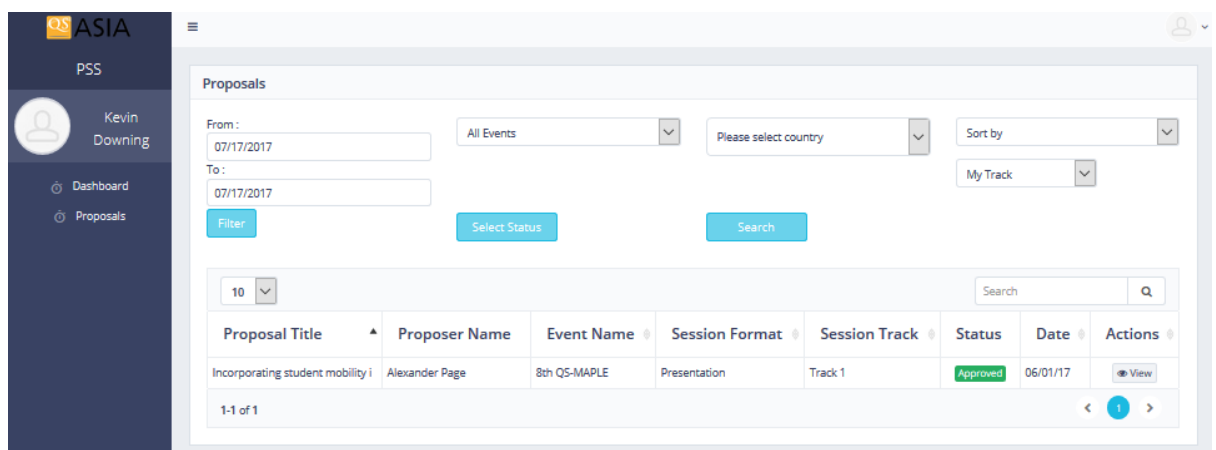 QS ASIA
PSS
Kevin
Downing
Dashboard
Proposals
Proposals
From :
07/17/2017
To :
07/17/2017
Filter
All Events
Select Status
Please select country
Search
Sort by
My Track
10
Search
Proposal Title Proposer Name Event Name Session Format Session Track Status Date Actions
Incorporating student mobility i Alexander Page 8th QS-MAPLE Presentation Track 1 Approved 06/01/17 View
1-1 of 1
1